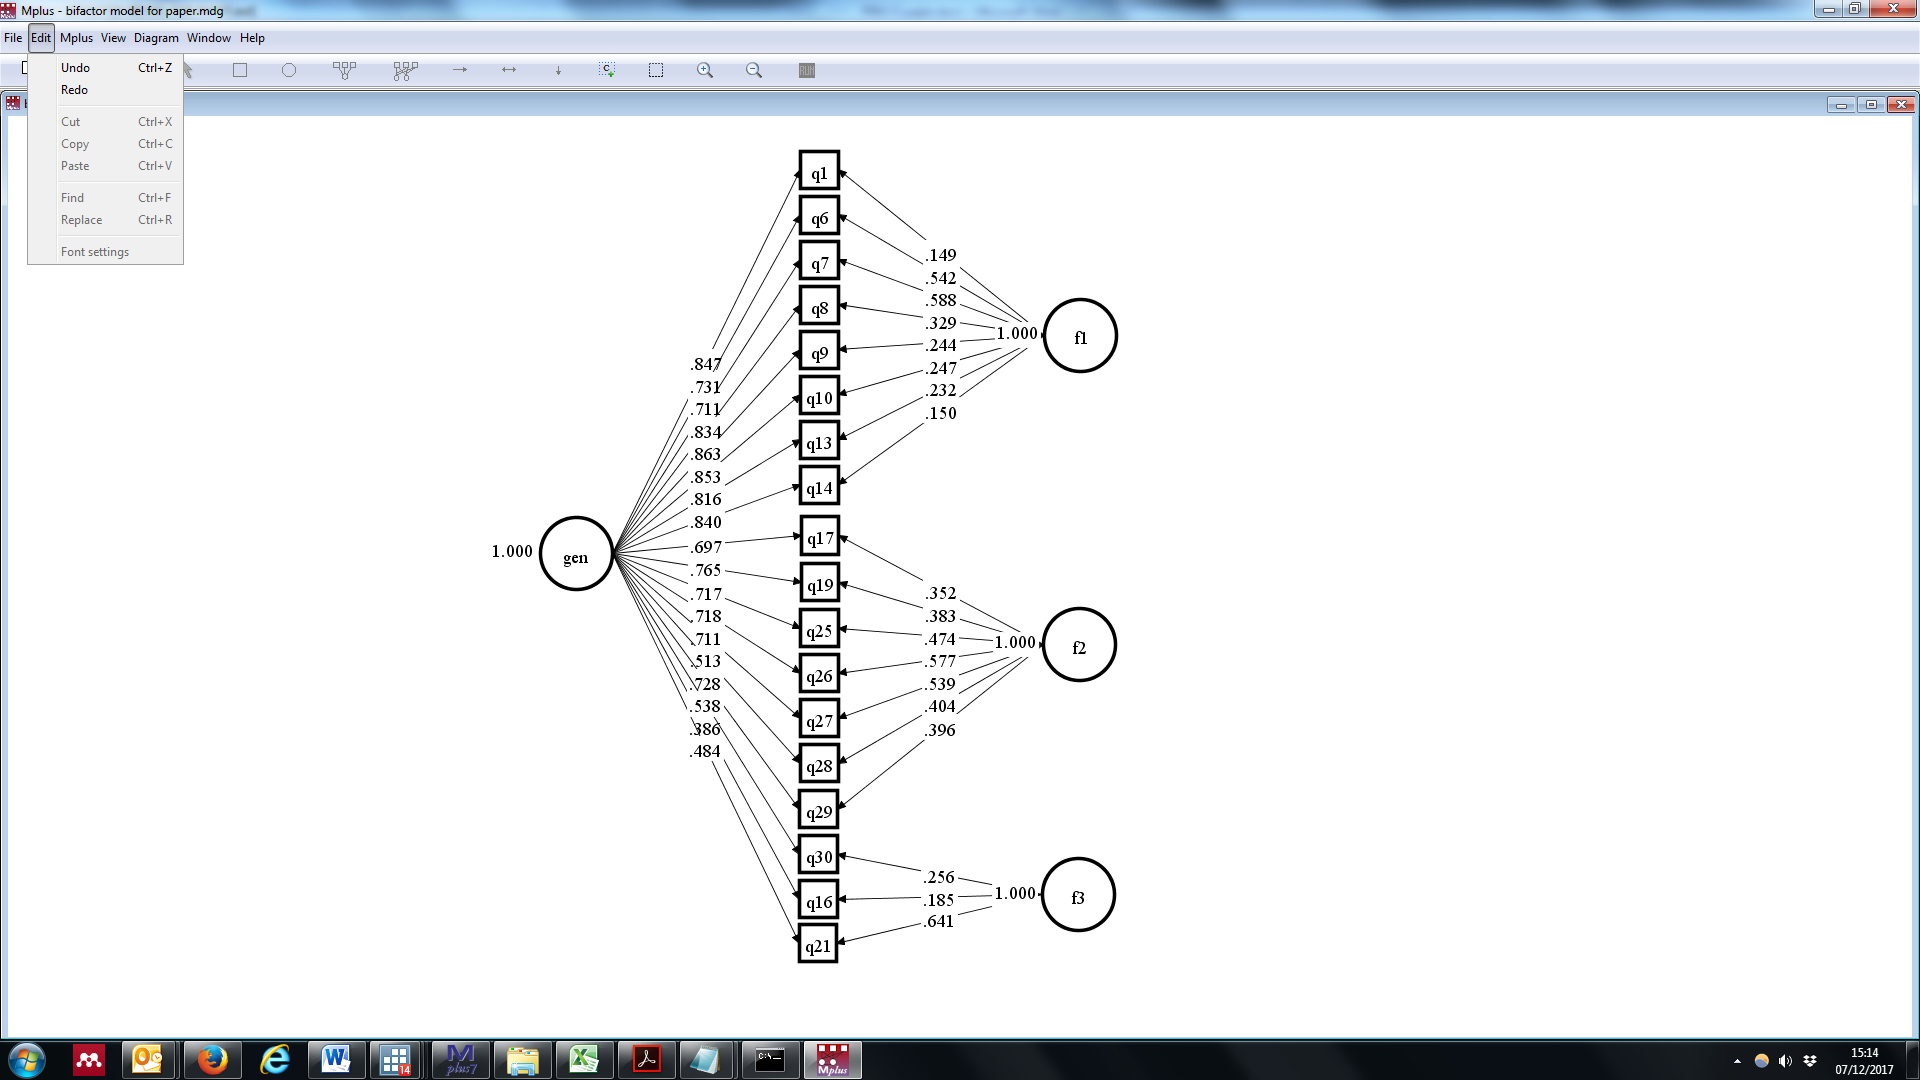 Mplus - bifactor model for paper.mdg
File Edit Mplus View Diagram Window Help
Undo Ctrl+Z
Redo
Cut Ctrl+X
Copy Ctrl+C
Paste Ctrl+V
Find Ctrl+F
Replace Ctrl+R
Font settings
C
RUN
q1
q6
q7
q8
q9
q10
q13
q14
q17
q19
q25
q26
q27
q28
q29
q30
q16
q21
1.000
gen
.847
.731
.711
.834
.863
.853
.816
.840
.697
.765
.717
.718
.711
.513
.728
.538
.386
.484
.149
.542
.588
.329
.244
.247
.232
.150
1.000
f1
.352
.383
.474
.577
.539
.404
.396
1.000
f2
.256
.185
.641
1.000
f3
14
plus7
Mplus
15:14
07/12/2017